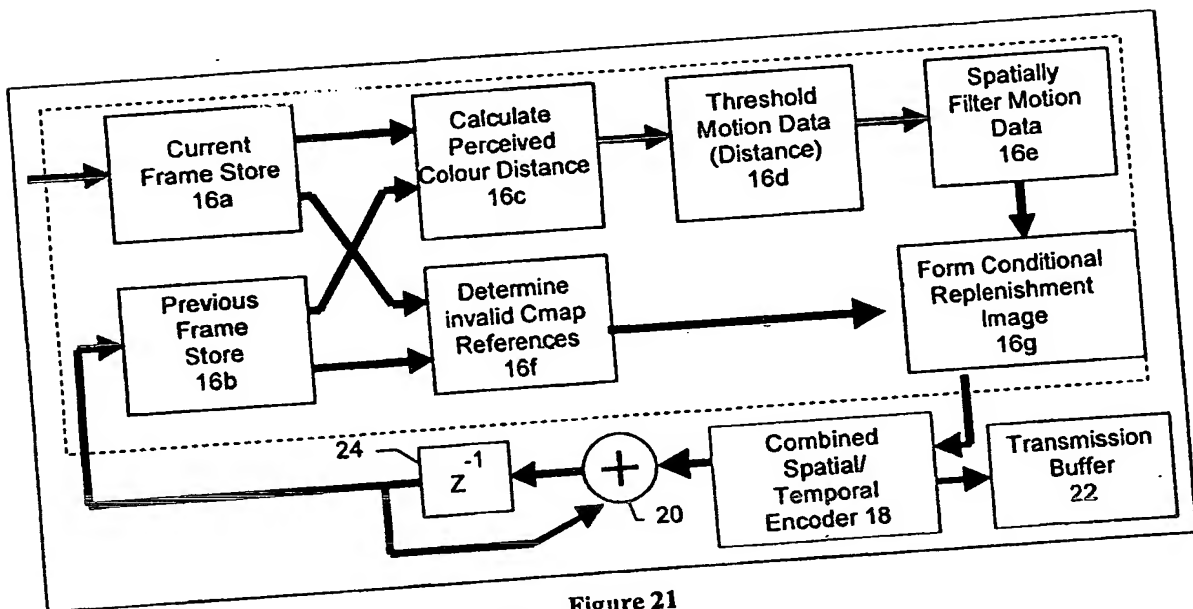 Current
Frame Store
16a
Calculate
Perceived
Colour Distance
16c
Threshold
Motion Data
(Distance)
16d
Spatially
Filter Motion
Data
16e
Previous
Frame
Store
16b
Determine
invalid Cmap
References
16f
Form Conditional
Replenishment
Image
16g
24
z-1
+
20
Combined
Spatial/
Temporal
Encoder 18
Transmission
Buffer
22
Figure 21